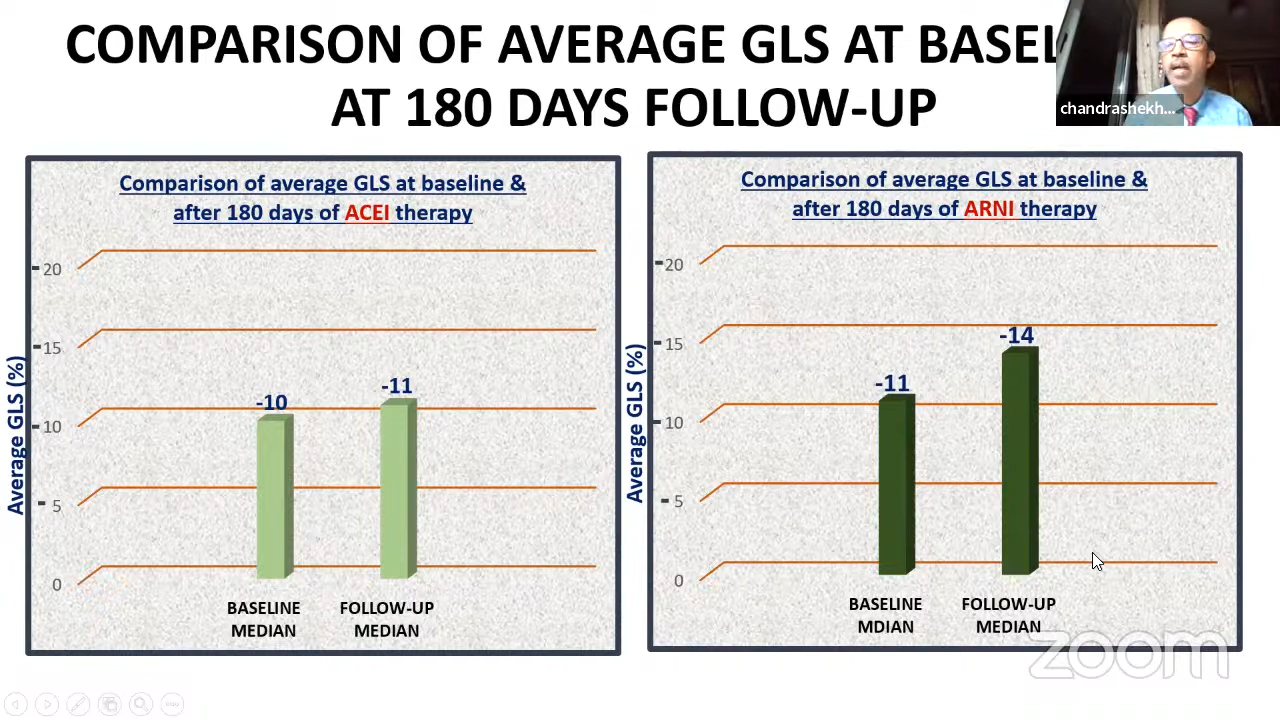 COMPARISON OF AVERAGE GLS AT BASEL
AT 180 DAYS FOLLOW-UP
chandrashekh...
Comparison of average GLS at baseline &
after 180 days of ACEI therapy
Average GLS (%)
- 20
- 15
- 10
- 5
0
-10
-11
BASELINE
MEDIAN
FOLLOW-UP
MEDIAN
Comparison of average GLS at baseline &
after 180 days of ARNI therapy
Average GLS (%)
- 20
- 15
- 10
- 5
0
-11
-14
BASELINE
MDIAN
FOLLOW-UP
MEDIAN
zoom